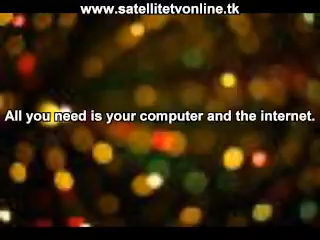 www.satellitetvonline.tk
All you need is your computer and the internet.